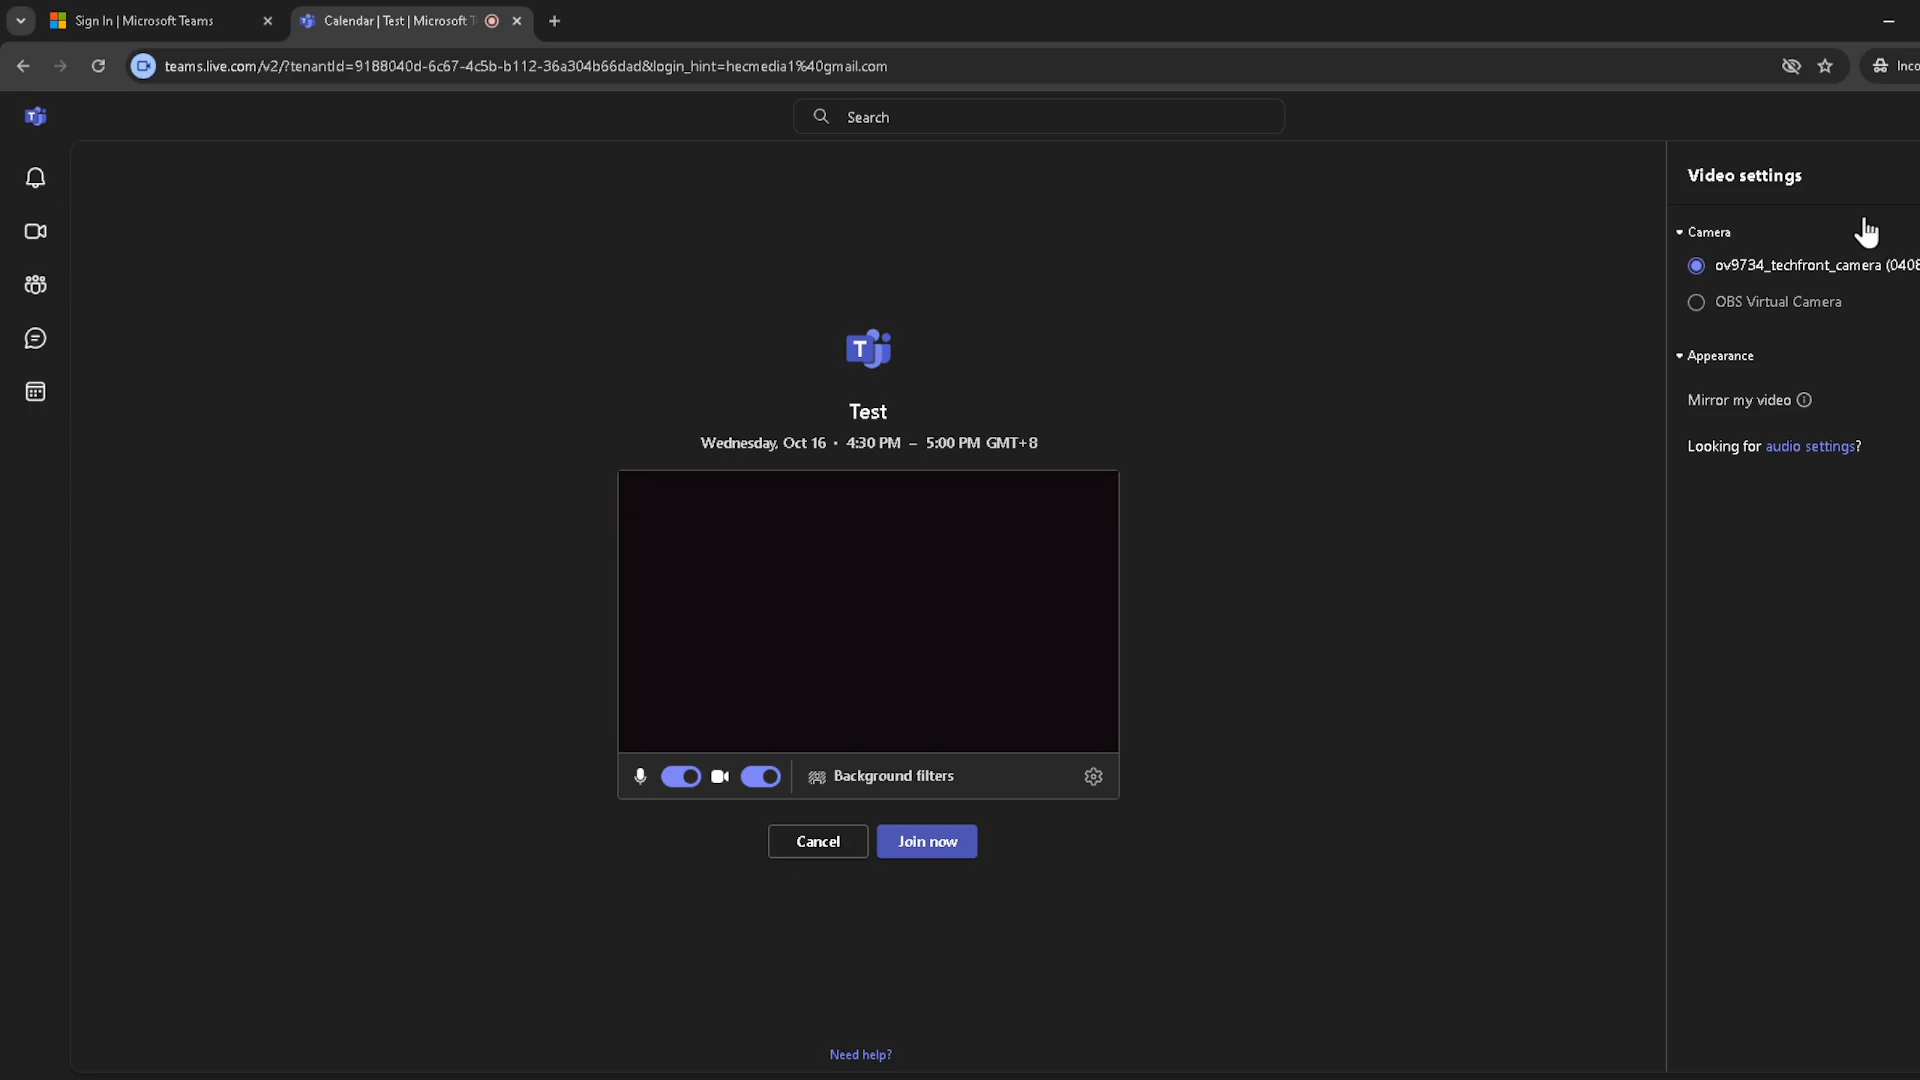 Sign In | Microsoft Teams
Calendar | Test | Microsoft T
teams.live.com/v2/?tenantId=9188040d-6c67-4c5b-b112-36a304b66dad&login_hint=hecmedia1%40gmail.com
Inco
Search
Video settings
Camera
ov9734_techfront_camera (0408
OBS Virtual Camera
Appearance
Mirror my video
Looking for audio settings?
Test
Wednesday, Oct 16 • 4:30 PM – 5:00 PM GMT+8
Background filters
Cancel
Join now
Need help?